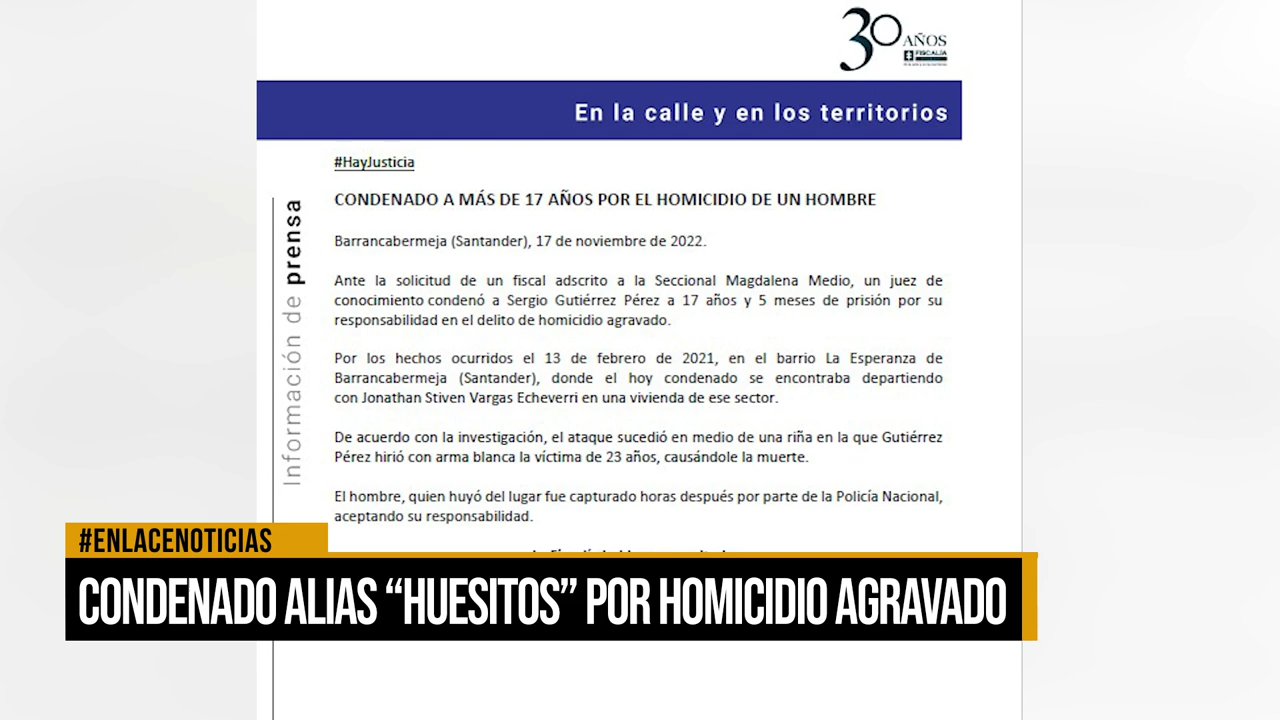 30 AÑOS
FISCALÍA
En la calle y en los territorios
#HayJusticia
CONDENADO A MÁS DE 17 AÑOS POR EL HOMICIDIO DE UN HOMBRE
Barrancabermeja (Santander), 17 de noviembre de 2022.
Ante la solicitud de un fiscal adscrito a la Seccional Magdalena Medio, un juez de
conocimiento condenó a Sergio Gutiérrez Pérez a 17 años y 5 meses de prisión por su
responsabilidad en el delito de homicidio agravado.
Por los hechos ocurridos el 13 de febrero de 2021, en el barrio La Esperanza de
Barrancabermeja (Santander), donde el hoy condenado se encontraba departiendo
con Jonathan Stiven Vargas Echeverri en una vivienda de ese sector.
De acuerdo con la investigación, el ataque sucedió en medio de una riña en la que Gutiérrez
Pérez hirió con arma blanca la víctima de 23 años, causándole la muerte.
El hombre, quien huyó del lugar fue capturado horas después por parte de la Policía Nacional,
aceptando su responsabilidad.
Información de prensa
#ENLACENOTICIAS
CONDENADO ALIAS “HUESITOS” POR HOMICIDIO AGRAVADO